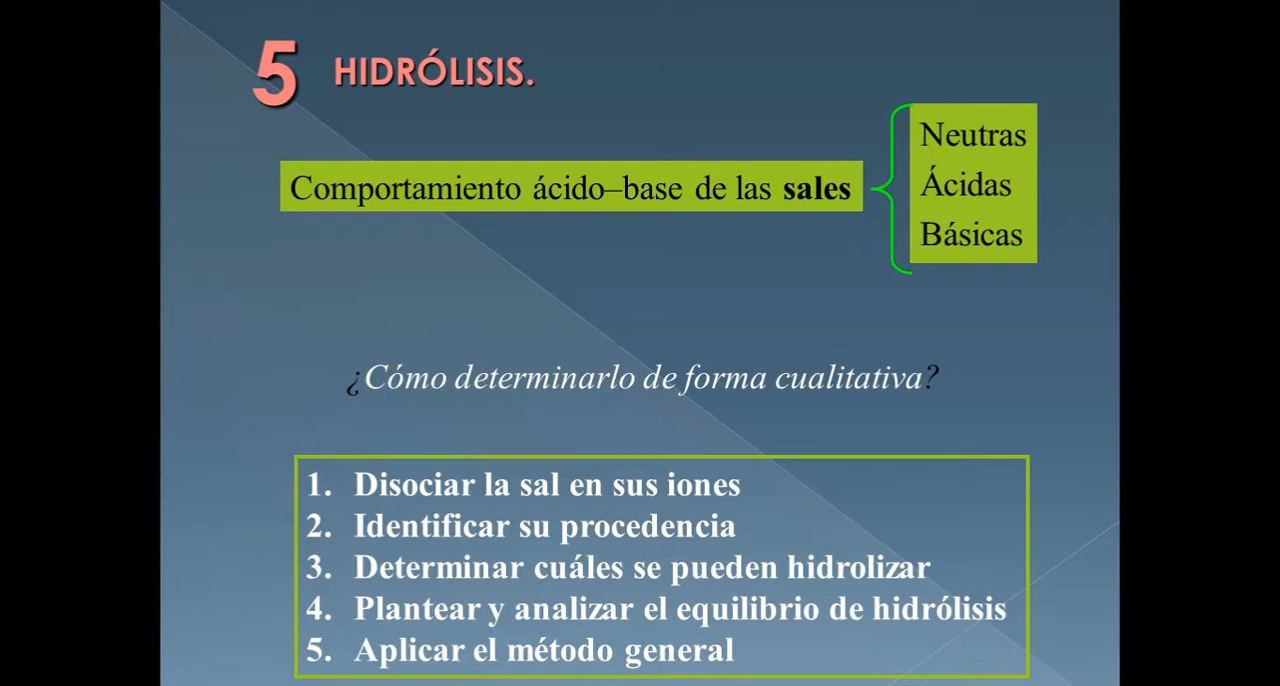 5 HIDRÓLISIS.
Comportamiento ácido–base de las sales
Neutras
Ácidas
Básicas
¿Cómo determinarlo de forma cualitativa?
1. Disociar la sal en sus iones
2. Identificar su procedencia
3. Determinar cuáles se pueden hidrolizar
4. Plantear y analizar el equilibrio de hidrólisis
5. Aplicar el método general